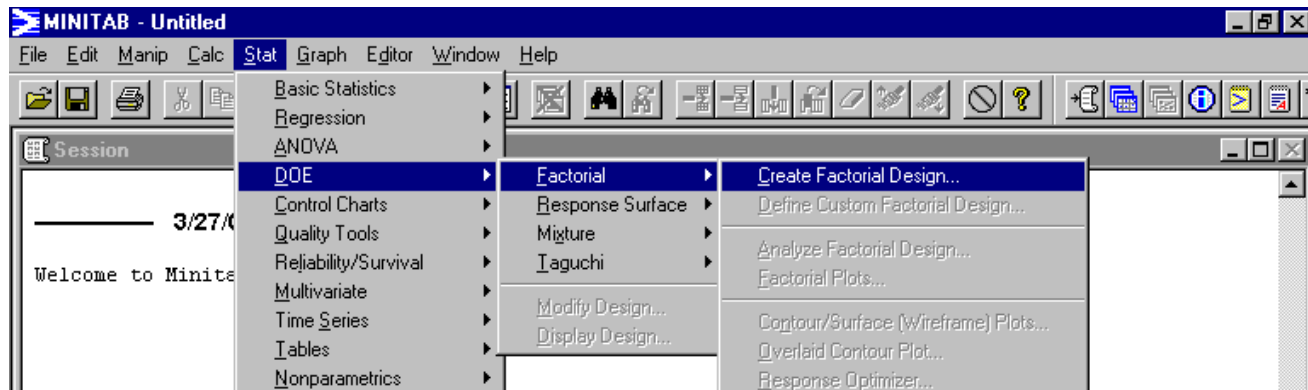 MINITAB - Untitled
File Edit Manip Calc Stat Graph Editor Window Help
Session
3/27/0
Welcome to Minita
Basic Statistics
Regression
ANOVA
DOE
Control Charts
Quality Tools
Reliability/Survival
Multivariate
Time Series
Tables
Nonparametrics
Factorial
Response Surface
Mixture
Taguchi
Modify Design...
Display Design...
Create Factorial Design...
Define Custom Factorial Design...
Analyze Factorial Design...
Factorial Plots...
Contour/Surface (Wireframe) Plots...
Overlaid Contour Plot...
Response Optimizer...